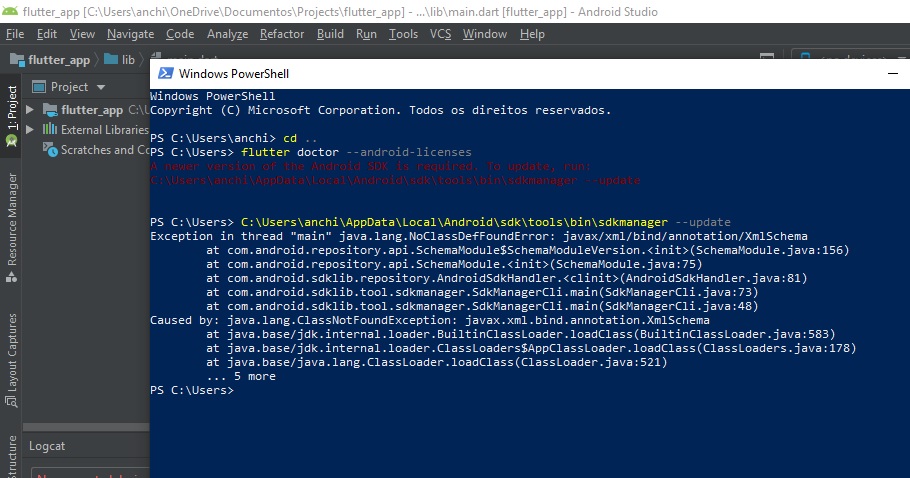 flutter_app [C:\Users\anchi\OneDrive\Documentos\Projects\flutter_app] - ...\lib\main.dart [flutter_app] - Android Studio
File Edit View Navigate Code Analyze Refactor Build Run Tools VCS Window Help
flutter_app lib main.dart
Windows PowerShell
1: Project
Project
flutter_app C:\U
External Libraries
Scratches and Co
Resource Manager
Layout Captures
Structure
Logcat
Windows PowerShell
Copyright (C) Microsoft Corporation. Todos os direitos reservados.
PS C:\Users\anchi> cd ..
PS C:\Users> flutter doctor --android-licenses
A newer version of the Android SDK is required. To update, run:
C:\Users\anchi\AppData\Local\Android\sdk\tools\bin\sdkmanager --update
PS C:\Users> C:\Users\anchi\AppData\Local\Android\sdk\tools\bin\sdkmanager --update
Exception in thread "main" java.lang.NoClassDefFoundError: javax/xml/bind/annotation/XmlSchema
at com.android.repository.api.SchemaModule$SchemaModuleVersion.<init>(SchemaModule.java:156)
at com.android.repository.api.SchemaModule.<init>(SchemaModule.java:75)
at com.android.sdklib.repository.AndroidSdkHandler.<clinit>(AndroidSdkHandler.java:81)
at com.android.sdklib.tool.sdkmanager.SdkManagerCli.main(SdkManagerCli.java:73)
at com.android.sdklib.tool.sdkmanager.SdkManagerCli.main(SdkManagerCli.java:48)
Caused by: java.lang.ClassNotFoundException: javax.xml.bind.annotation.XmlSchema
at java.base/jdk.internal.loader.BuiltinClassLoader.loadClass(BuiltinClassLoader.java:583)
at java.base/jdk.internal.loader.ClassLoaders$AppClassLoader.loadClass(ClassLoaders.java:178)
at java.base/java.lang.ClassLoader.loadClass(ClassLoader.java:521)
... 5 more
PS C:\Users>